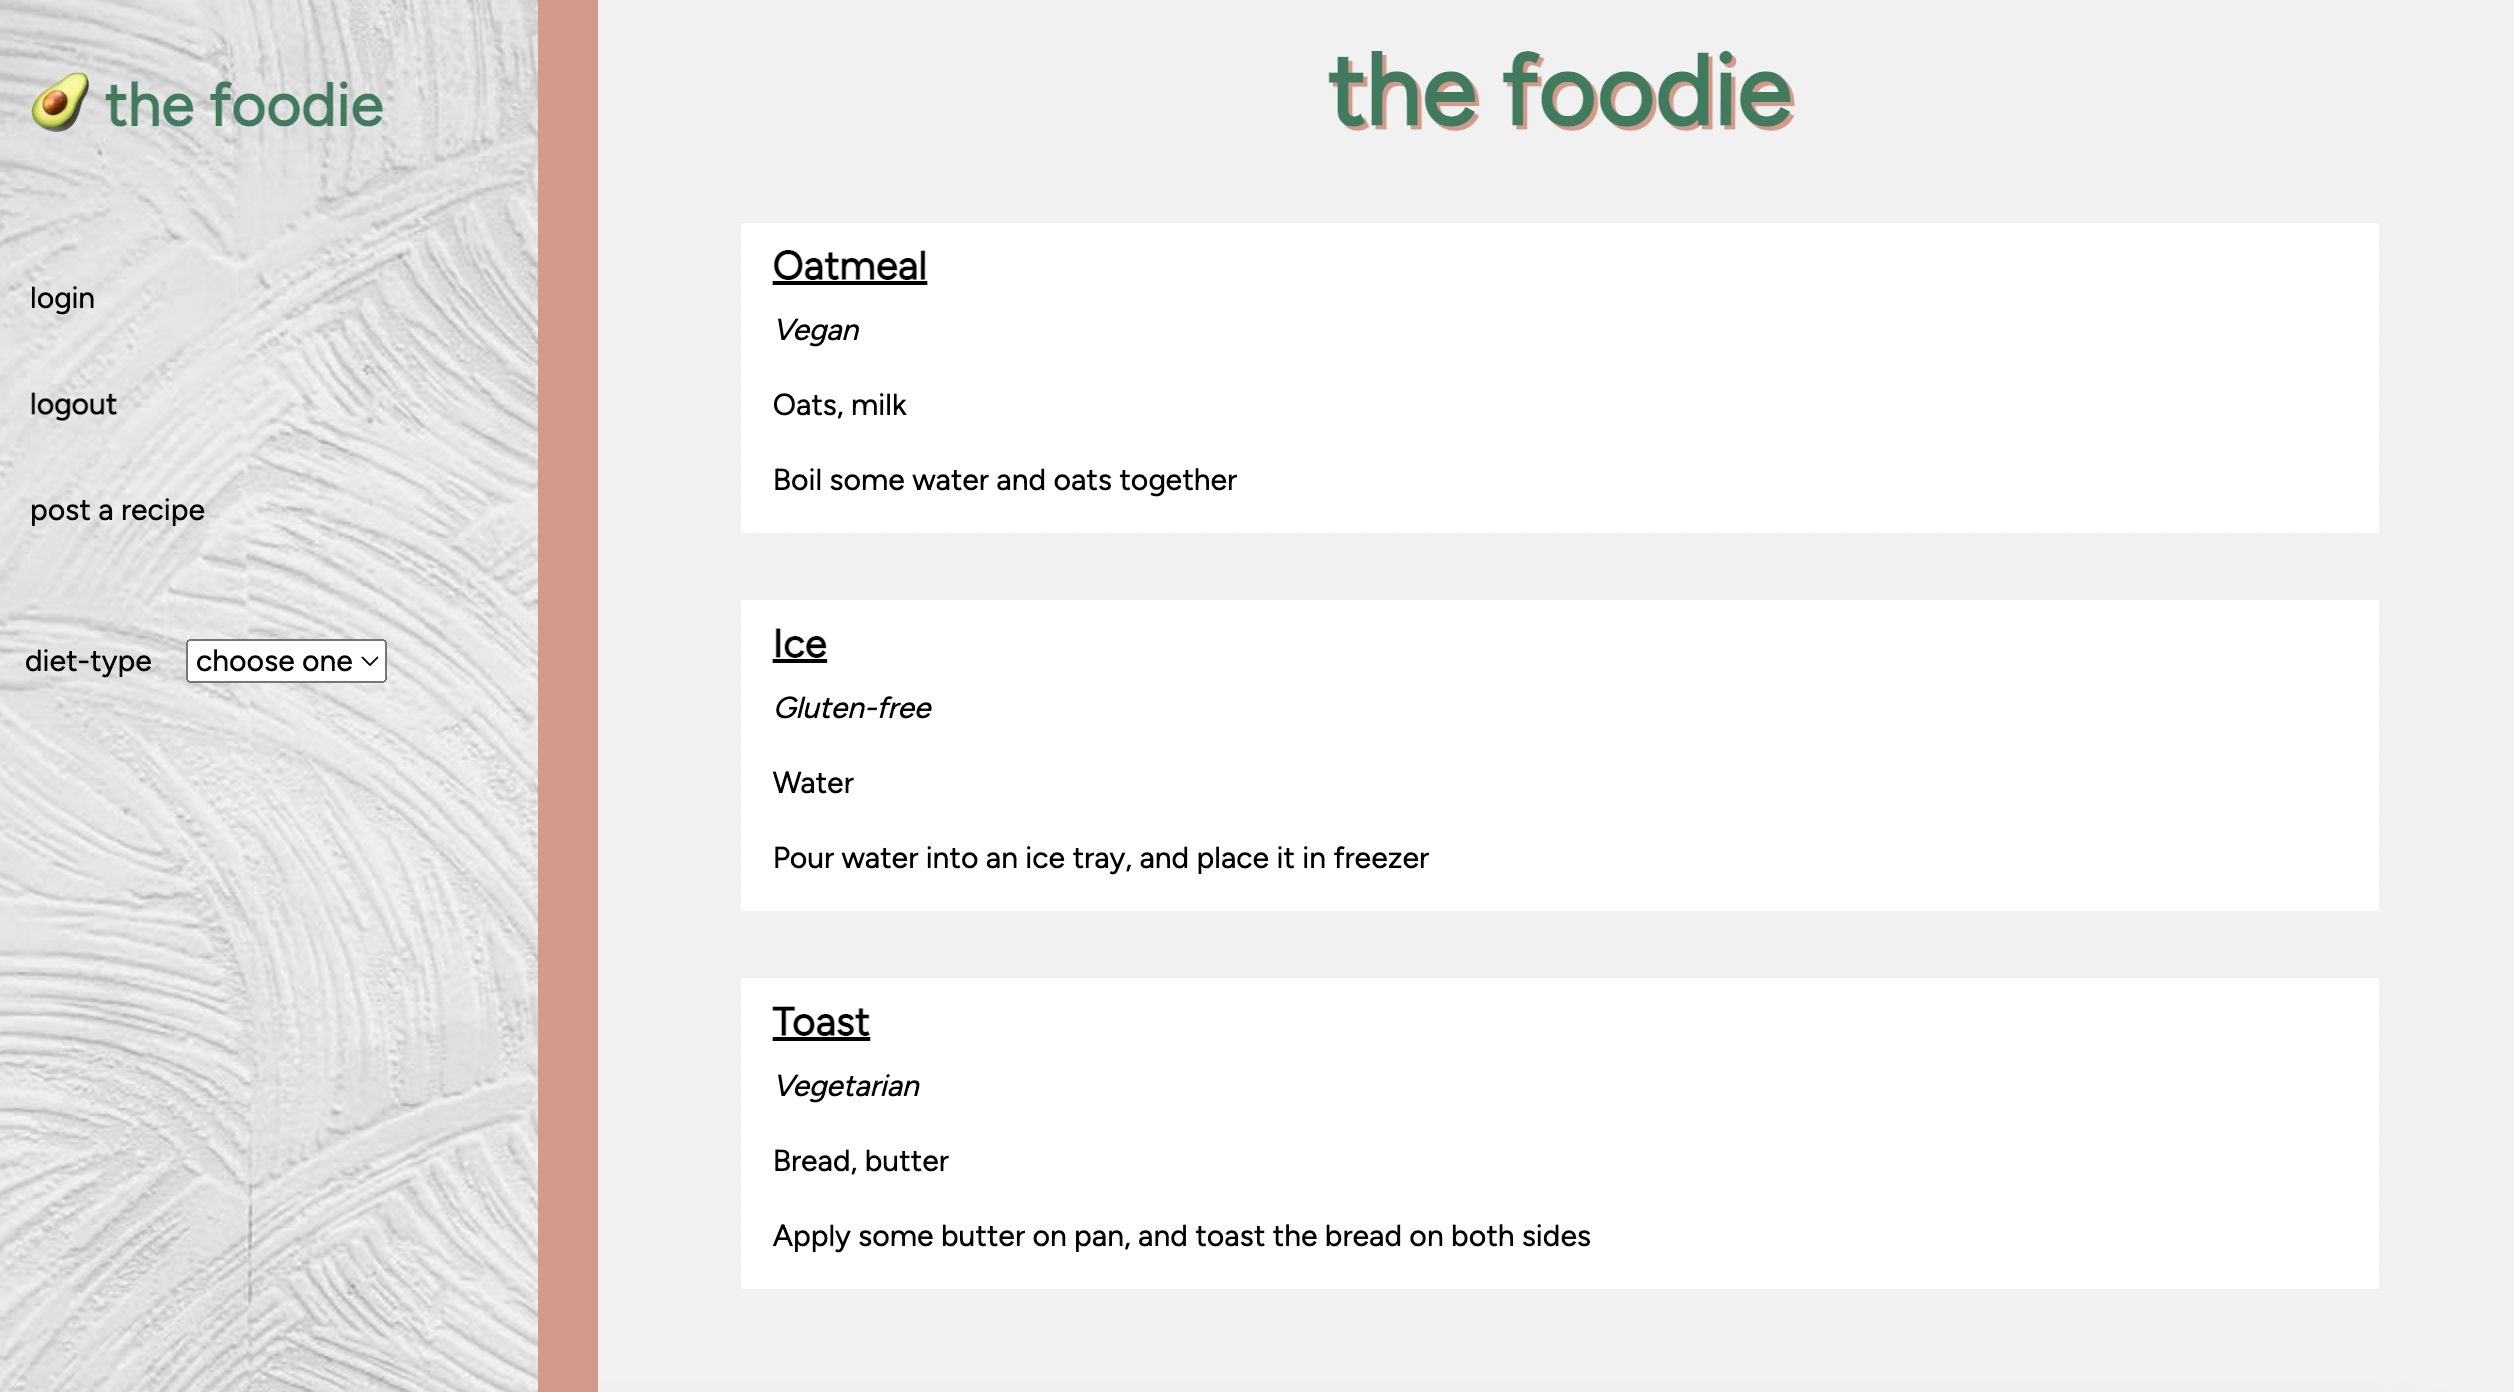 🥑 the foodie
login
logout
post a recipe
diet-type choose one
the foodie
Oatmeal
Vegan
Oats, milk
Boil some water and oats together
Ice
Gluten-free
Water
Pour water into an ice tray, and place it in freezer
Toast
Vegetarian
Bread, butter
Apply some butter on pan, and toast the bread on both sides